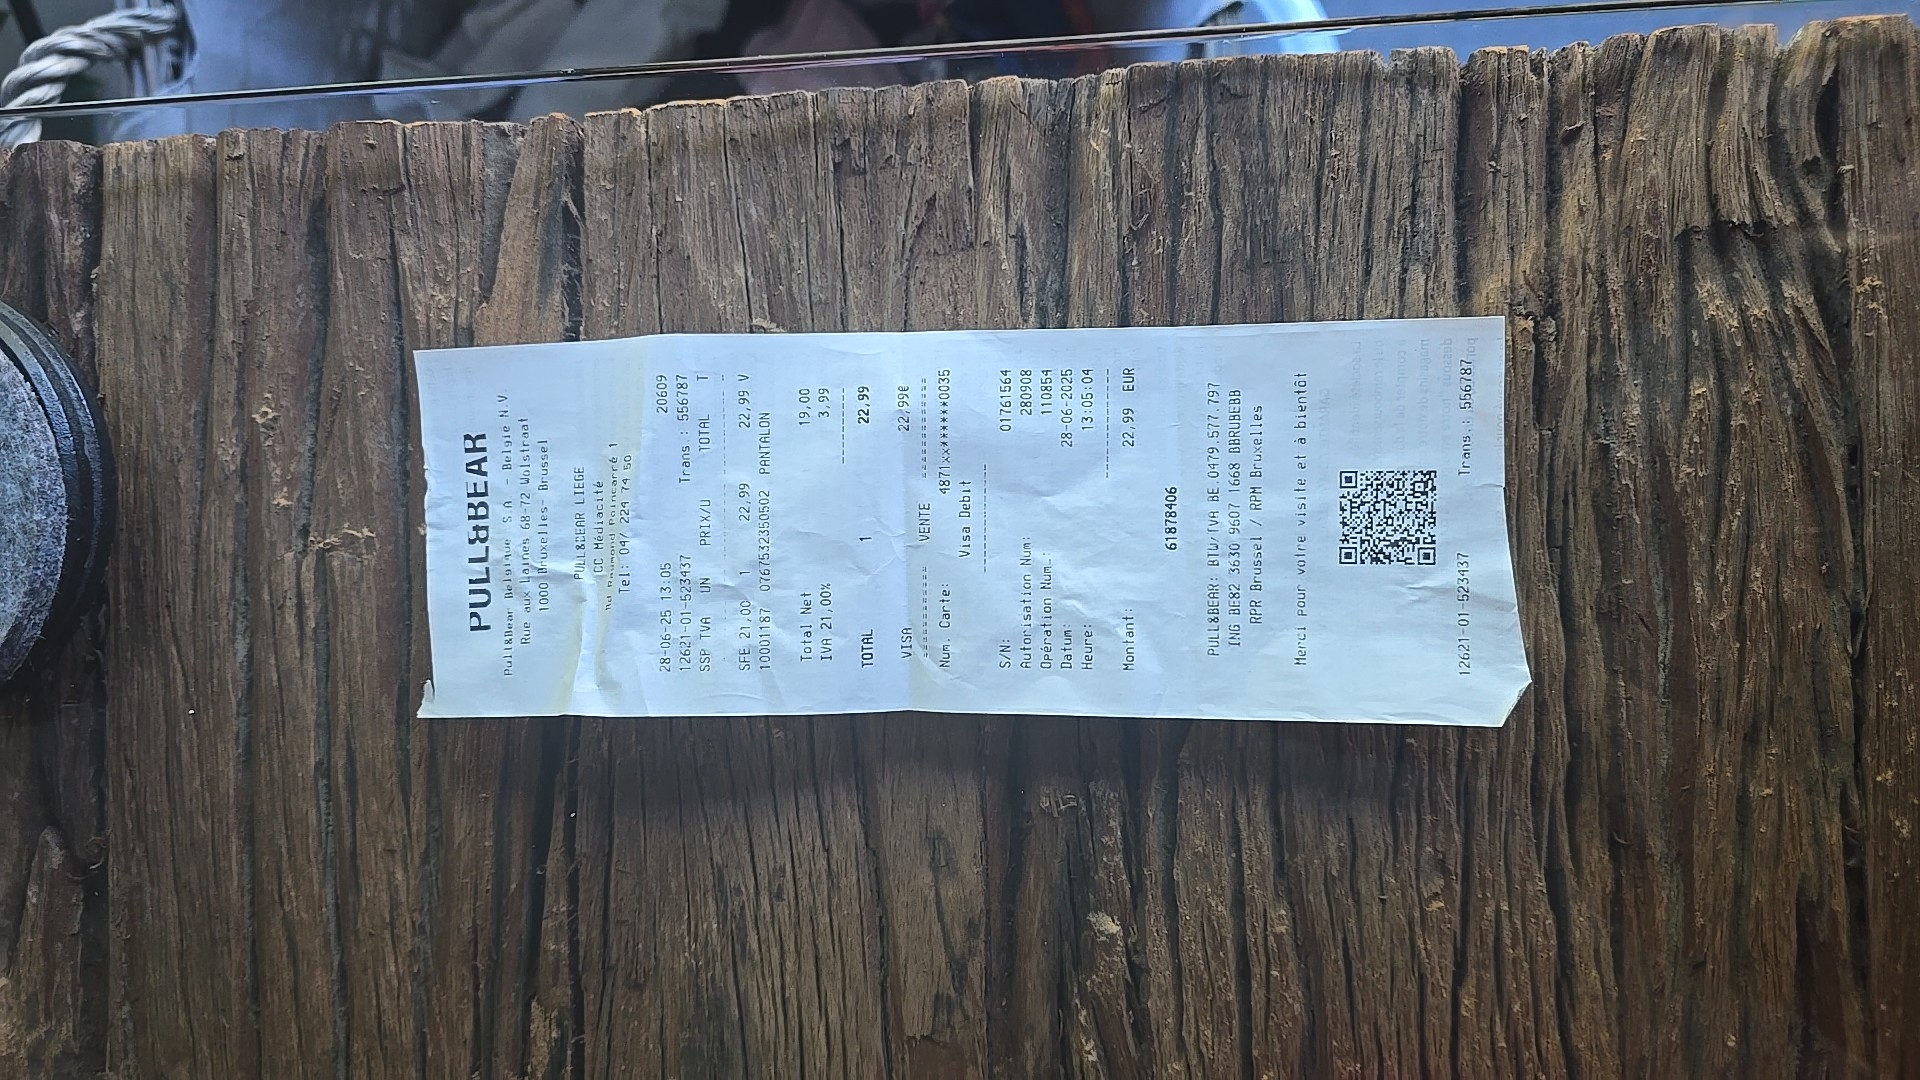 PULL&BEAR
Pull&Bear Belgique S.A - België N.V.
Rue aux Laines 68-72 Wolstraat
1000 Bruxelles- Brussel
PULL&BEAR LIEGE
CC Médiacité
Bd Raymond Poincarré 1
Tel: 04/ 224 74 50
28-06-25 13:05 20609
12621-01-523437 Trans.: 556787
SSP TVA UN PRIX/U TOTAL T
SFE 21,00 1 22,99 22,99 V
10001187 0767532350502 PANTALON
Total Net 19,00
IVA 21,00% 3,99
TOTAL 1 22,99
VISA 22,99€
======== VENTE ========
Num. Carte: 4871xx******0035
Visa Debit
S/N: 01761564
Autorisation Num: 280908
Opération Num.: 110854
Datum: 28-06-2025
Heure: 13:05:04
Montant: 22,99 EUR
61878406
PULL&BEAR: BTW/TVA BE 0479.577.797
ING BE82 3630 9607 1668 BBRUBEBB
RPR Brussel / RPM Bruxelles
Merci pour votre visite et à bientôt
12621-01-523437 Trans.: 556787